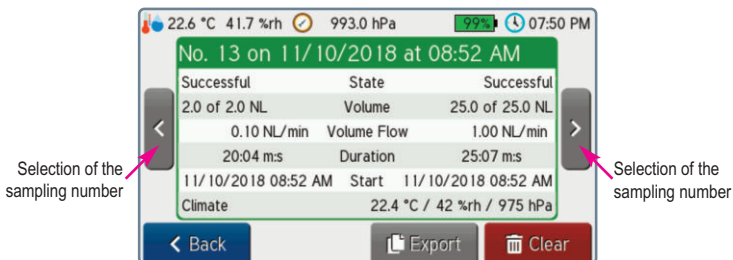 22.6 °C 41.7 %rh 993.0 hPa 99% 07:50 PM
No. 13 on 11/10/2018 at 08:52 AM
Successful State Successful
2.0 of 2.0 NL Volume 25.0 of 25.0 NL
0.10 NL/min Volume Flow 1.00 NL/min
20:04 m:s Duration 25:07 m:s
11/10/2018 08:52 AM Start 11/10/2018 08:52 AM
Climate 22.4 °C / 42 %rh / 975 hPa
< Back Export Clear
Selection of the
sampling number
Selection of the
sampling number